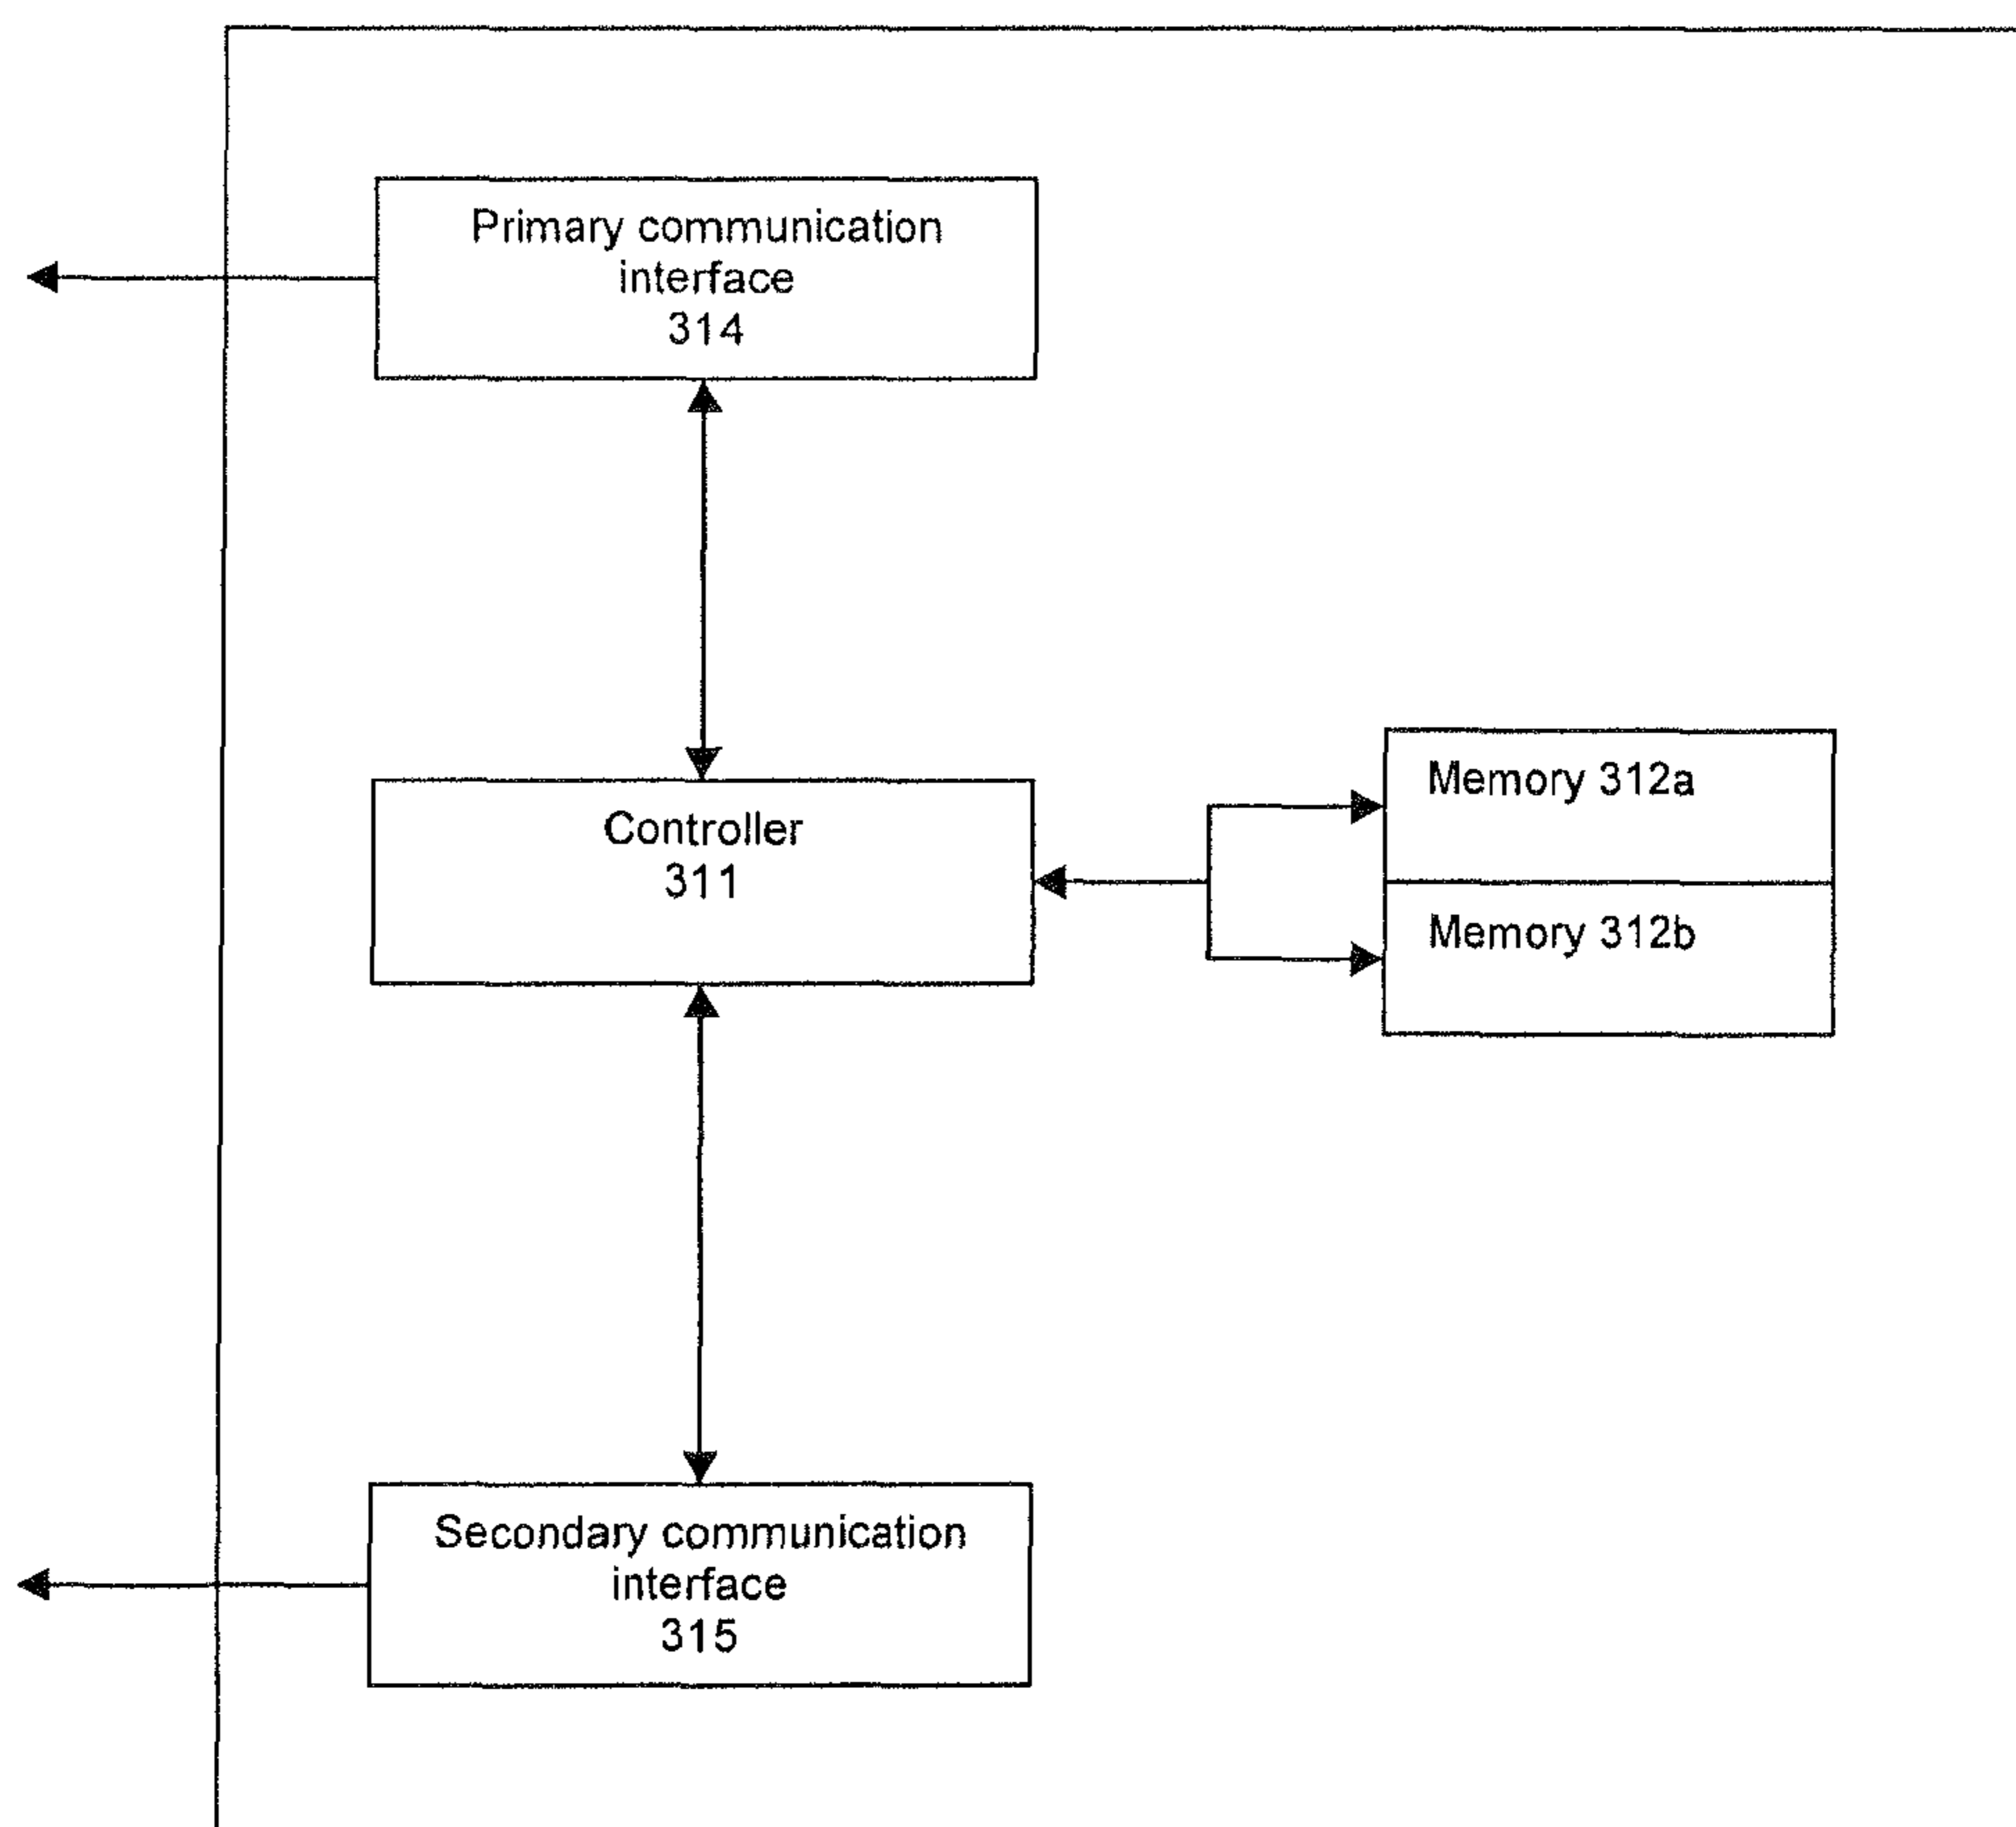 Primary communication
interface
314
Controller
311
Memory 312a
Memory 312b
Secondary communication
interface
315